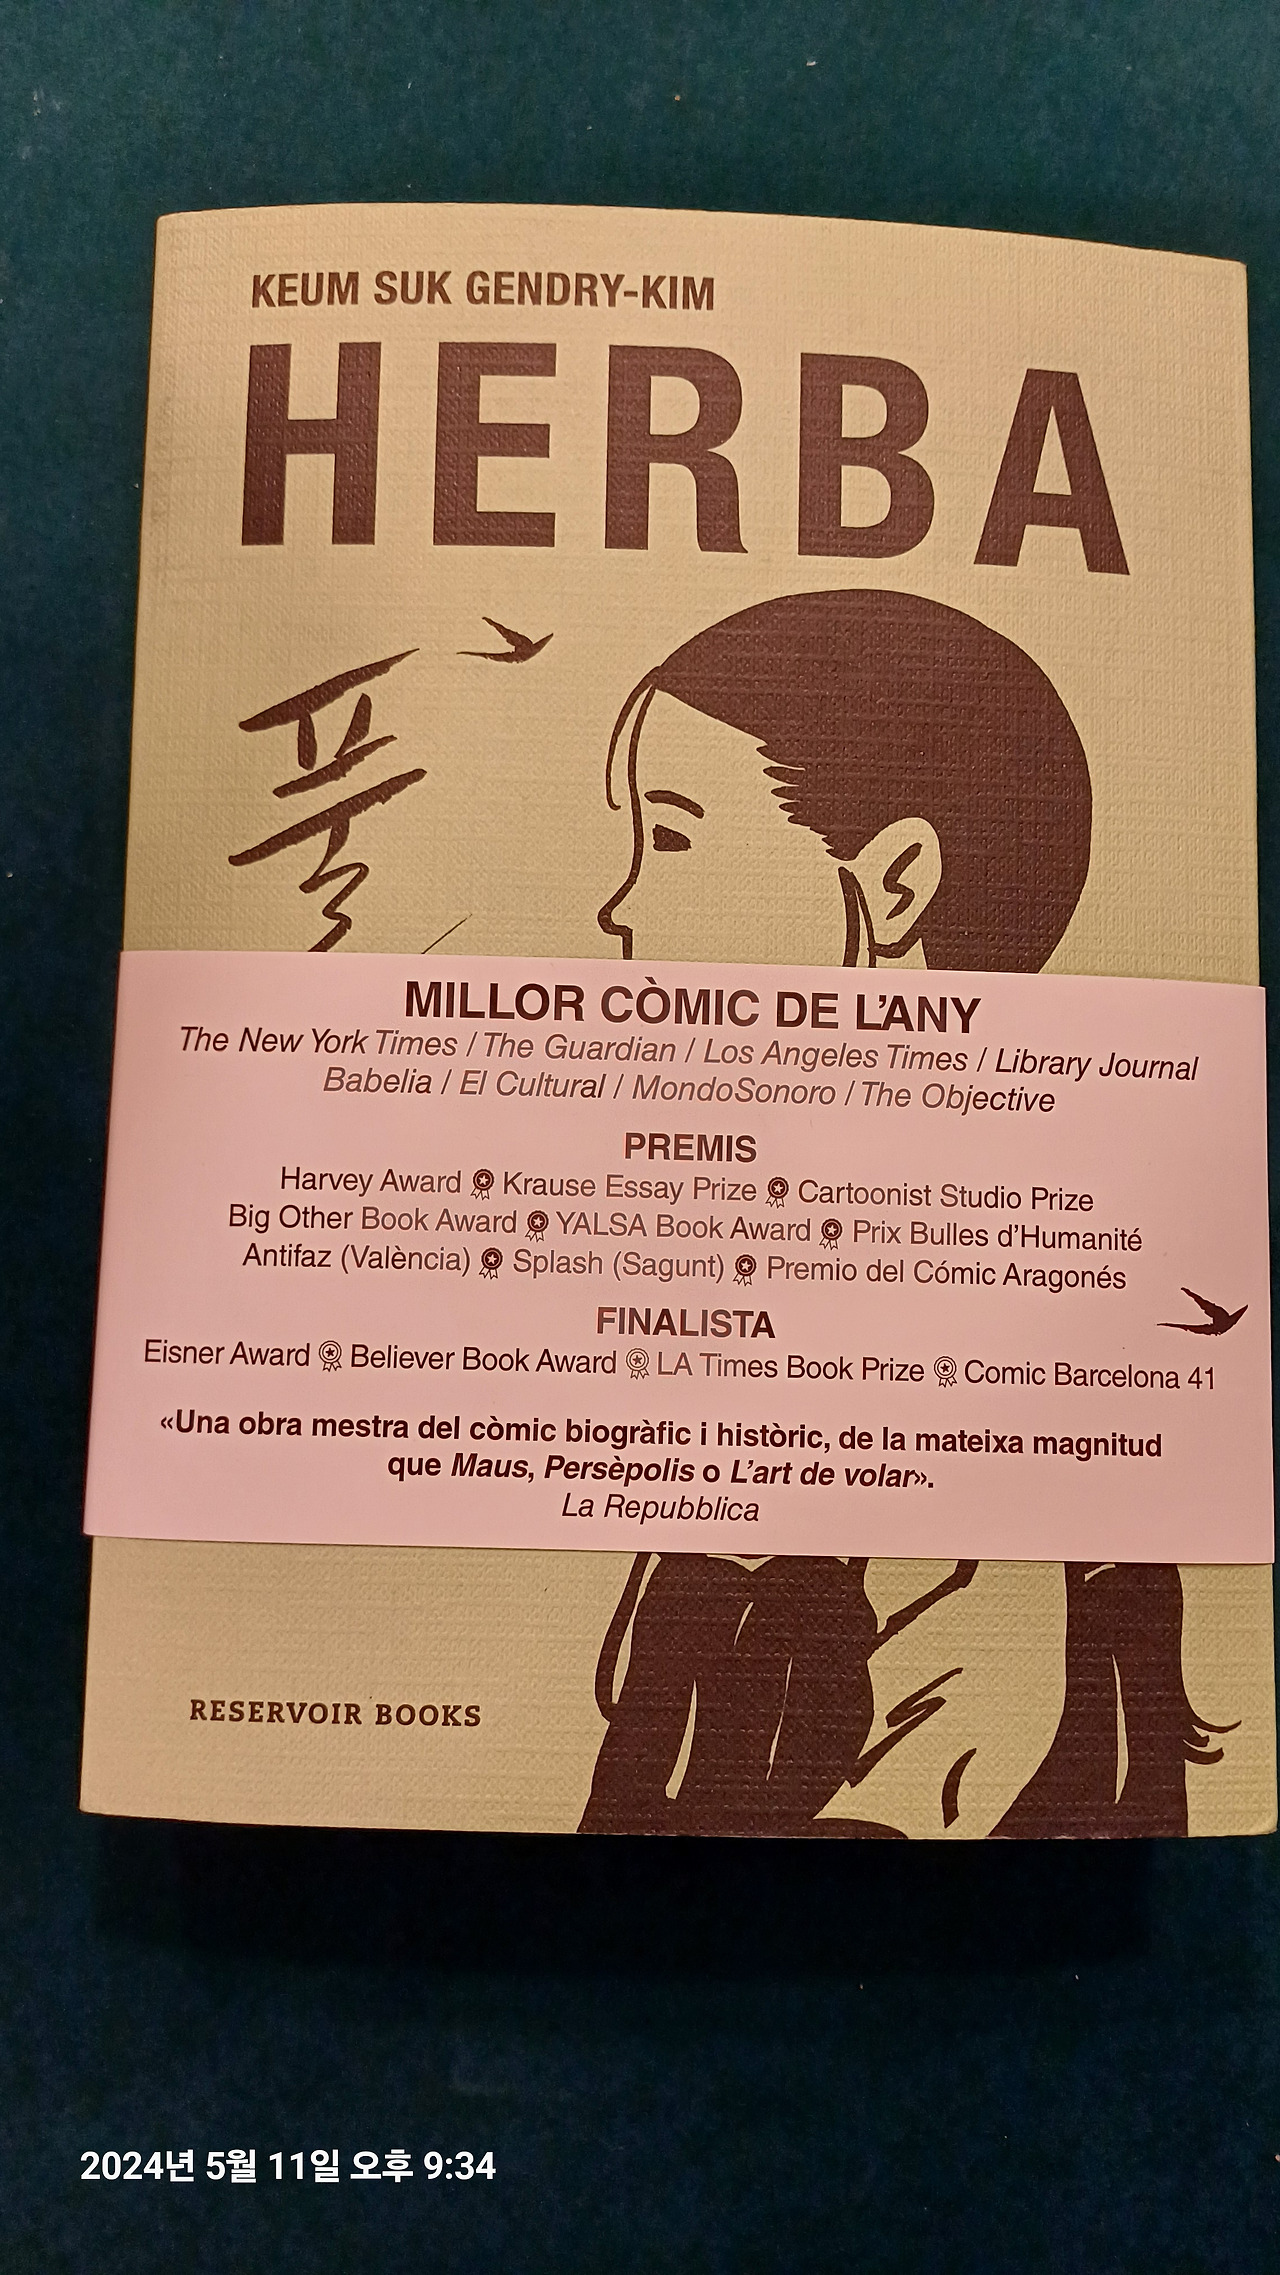 KEUM SUK GENDRY-KIM
HERBA
풀
MILLOR CÒMIC DE L'ANY
The New York Times / The Guardian / Los Angeles Times / Library Journal
Babelia / El Cultural / MondoSonoro / The Objective
PREMIS
Harvey Award Krause Essay Prize Cartoonist Studio Prize
Big Other Book Award YALSA Book Award Prix Bulles d'Humanité
Antifaz (València) Splash (Sagunt) Premio del Cómic Aragonés
FINALISTA
Eisner Award Believer Book Award LA Times Book Prize Comic Barcelona 41
«Una obra mestra del còmic biogràfic i històric, de la mateixa magnitud
que Maus, Persèpolis o L'art de volar».
La Repubblica
RESERVOIR BOOKS
2024년 5월 11일 오후 9:34